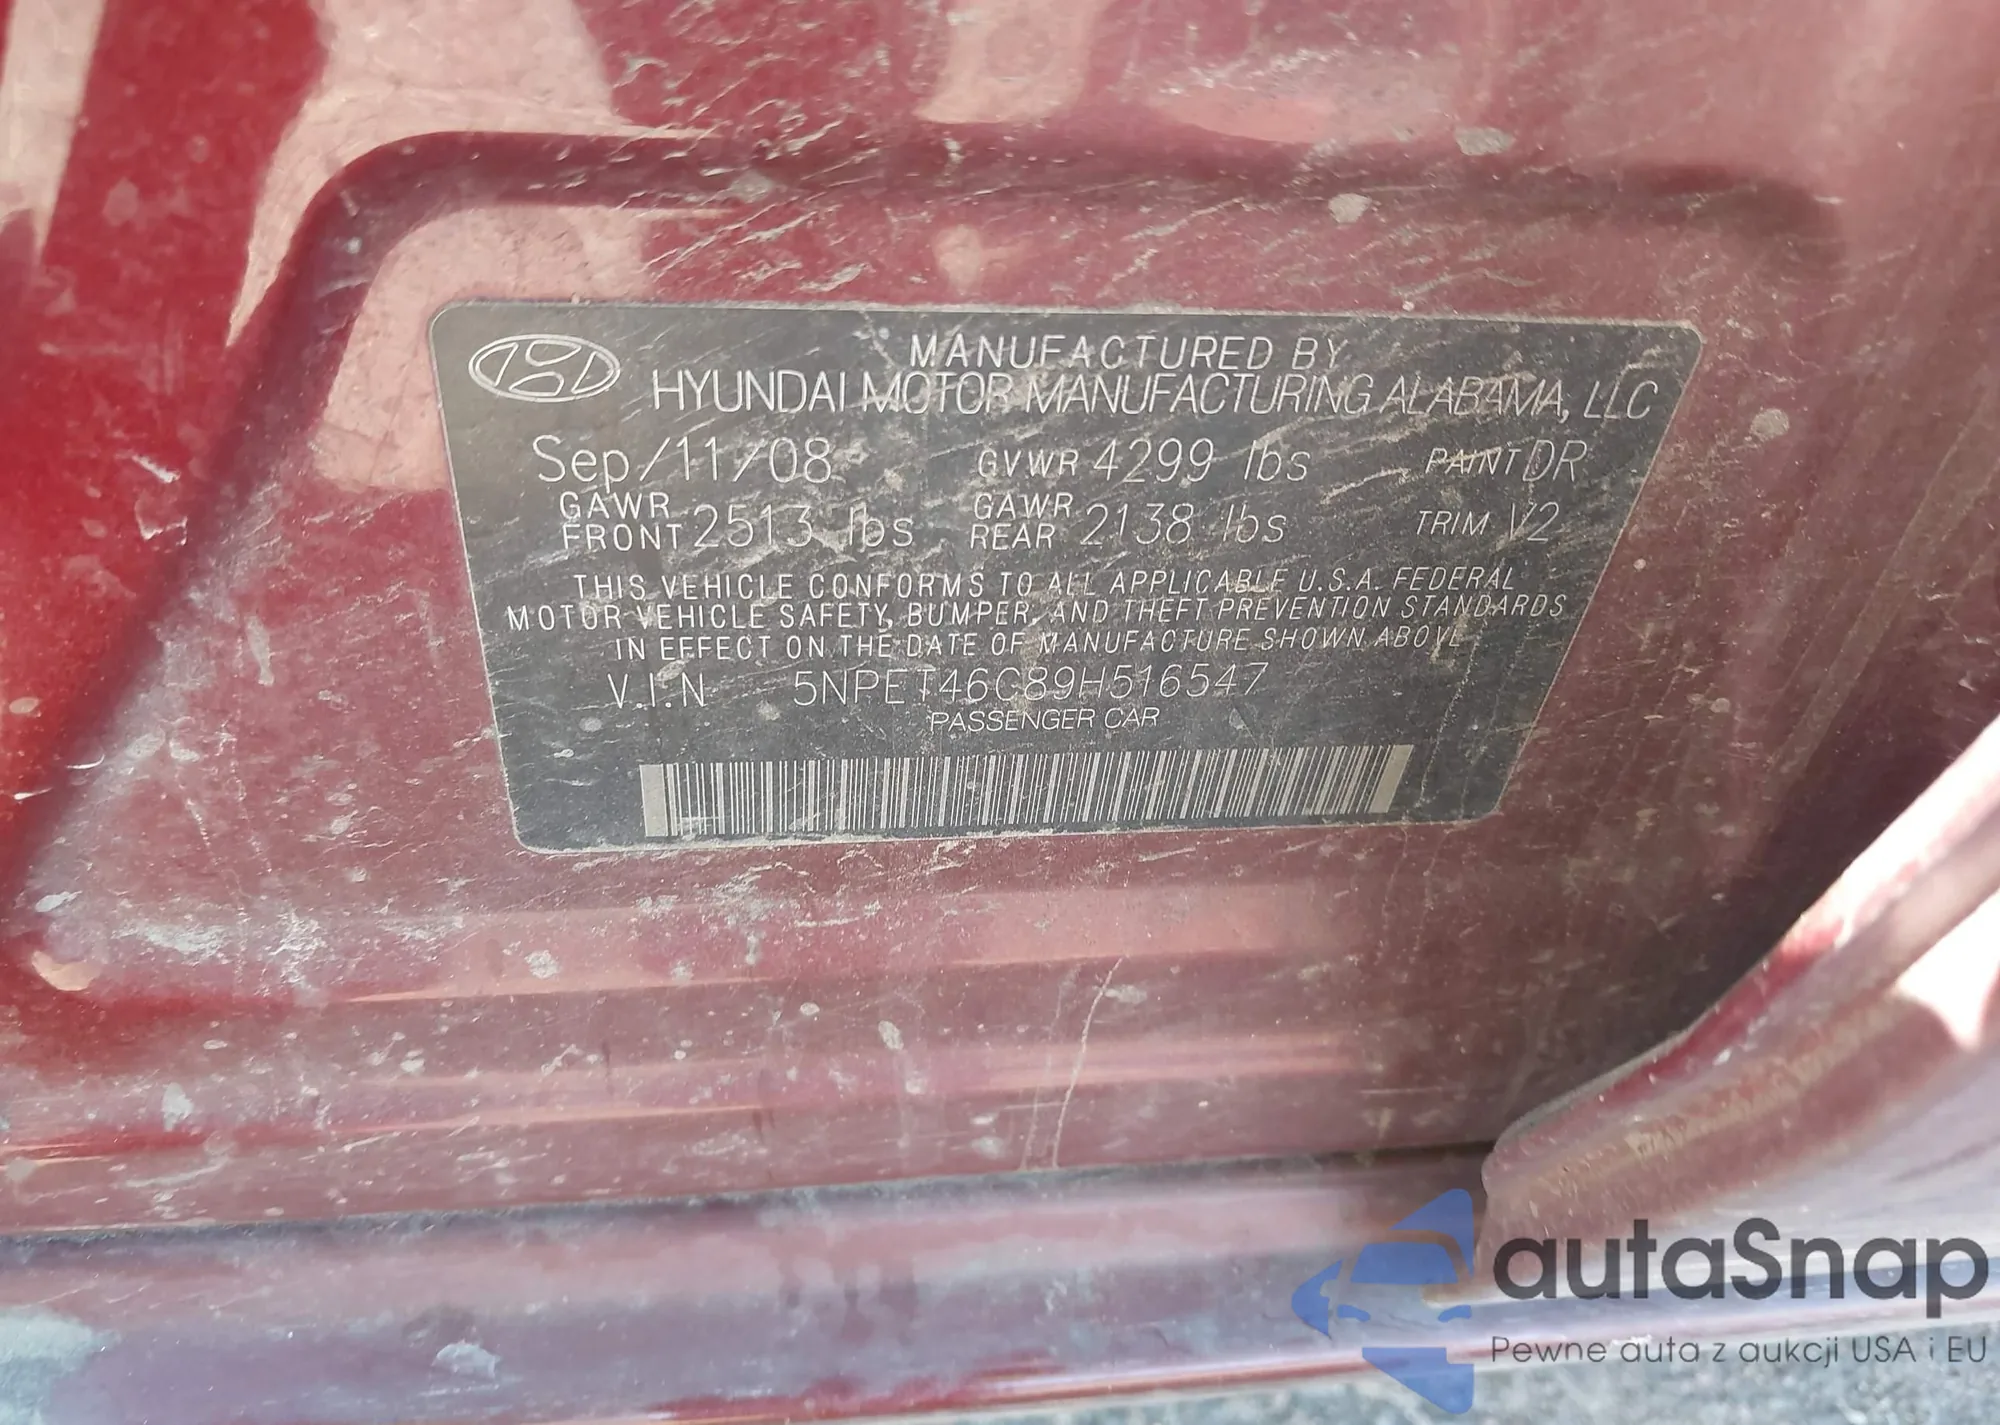 MANUFACTURED BY
HYUNDAI MOTOR MANUFACTURING ALABAMA, LLC
Sep/11/08 GVWR 4299 lbs PAINT DR
GAWR FRONT 2513 lbs GAWR REAR 2138 lbs TRIM V2
THIS VEHICLE CONFORMS TO ALL APPLICABLE U.S.A. FEDERAL
MOTOR VEHICLE SAFETY, BUMPER, AND THEFT PREVENTION STANDARDS
IN EFFECT ON THE DATE OF MANUFACTURE SHOWN ABOVE
V.I.N 5NPET46C89H516547
PASSENGER CAR
autaSnap
Pewne auta z aukcji USA i EU